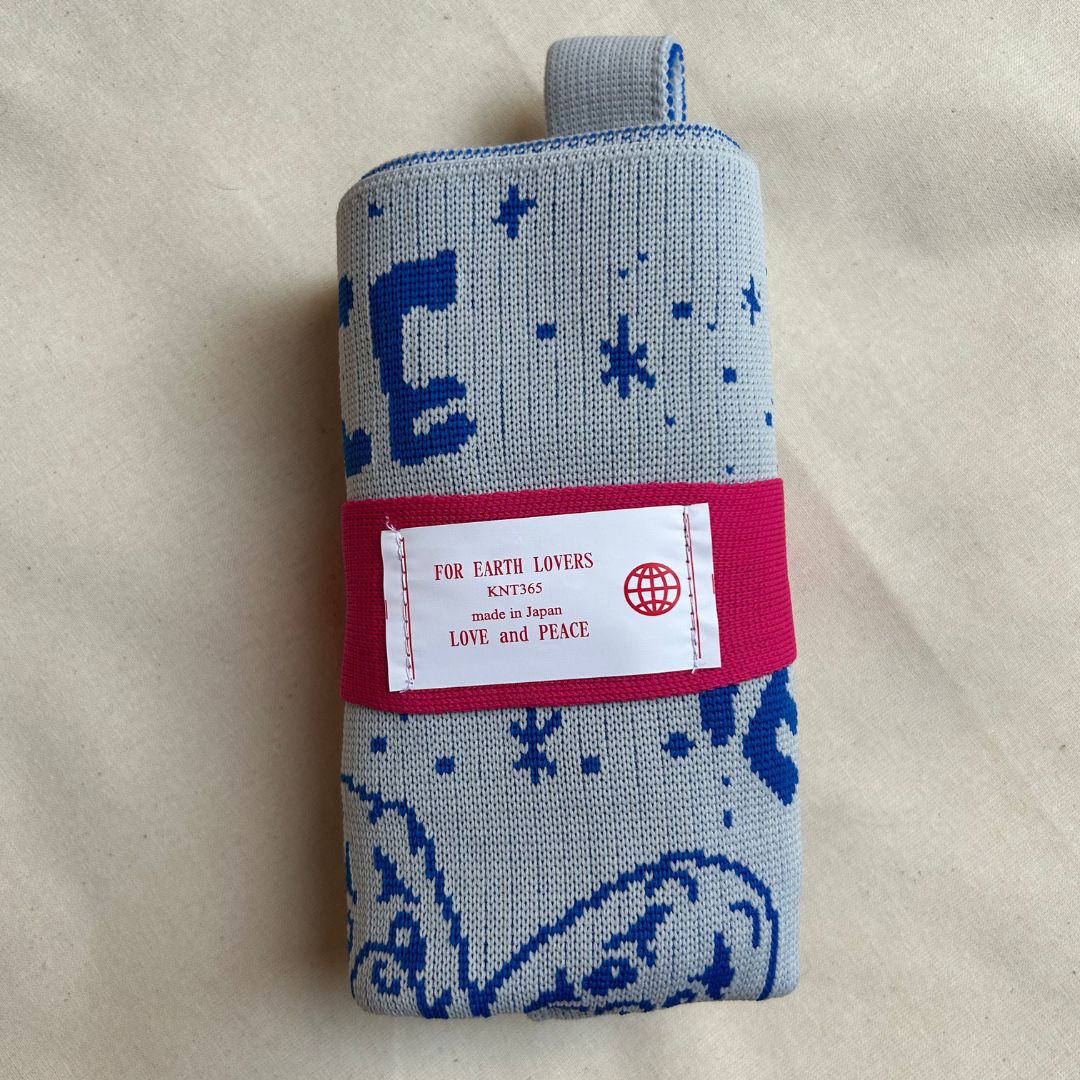 E
FOR EARTH LOVERS
KNT365
made in Japan
LOVE and PEACE